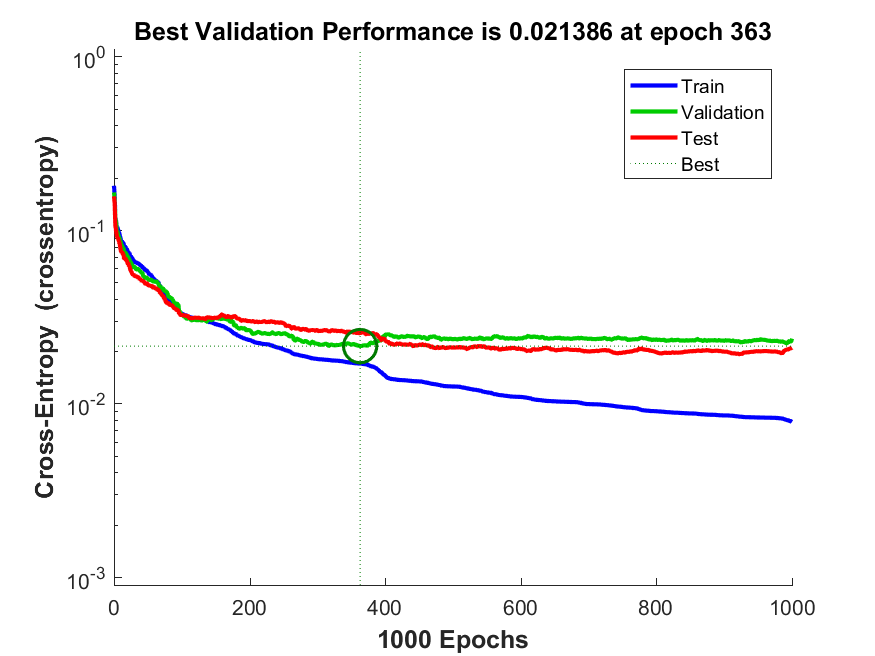 Best Validation Performance is 0.021386 at epoch 363
Train
Validation
Test
Best
Cross-Entropy (crossentropy)
10^0
10^-1
10^-2
10^-3
0 200 400 600 800 1000
1000 Epochs